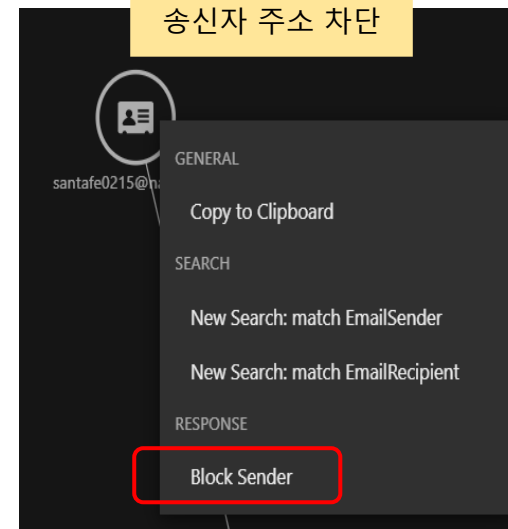 송신자 주소 차단
GENERAL
santafe0215@na
Copy to Clipboard
SEARCH
New Search: match EmailSender
New Search: match EmailRecipient
RESPONSE
Block Sender